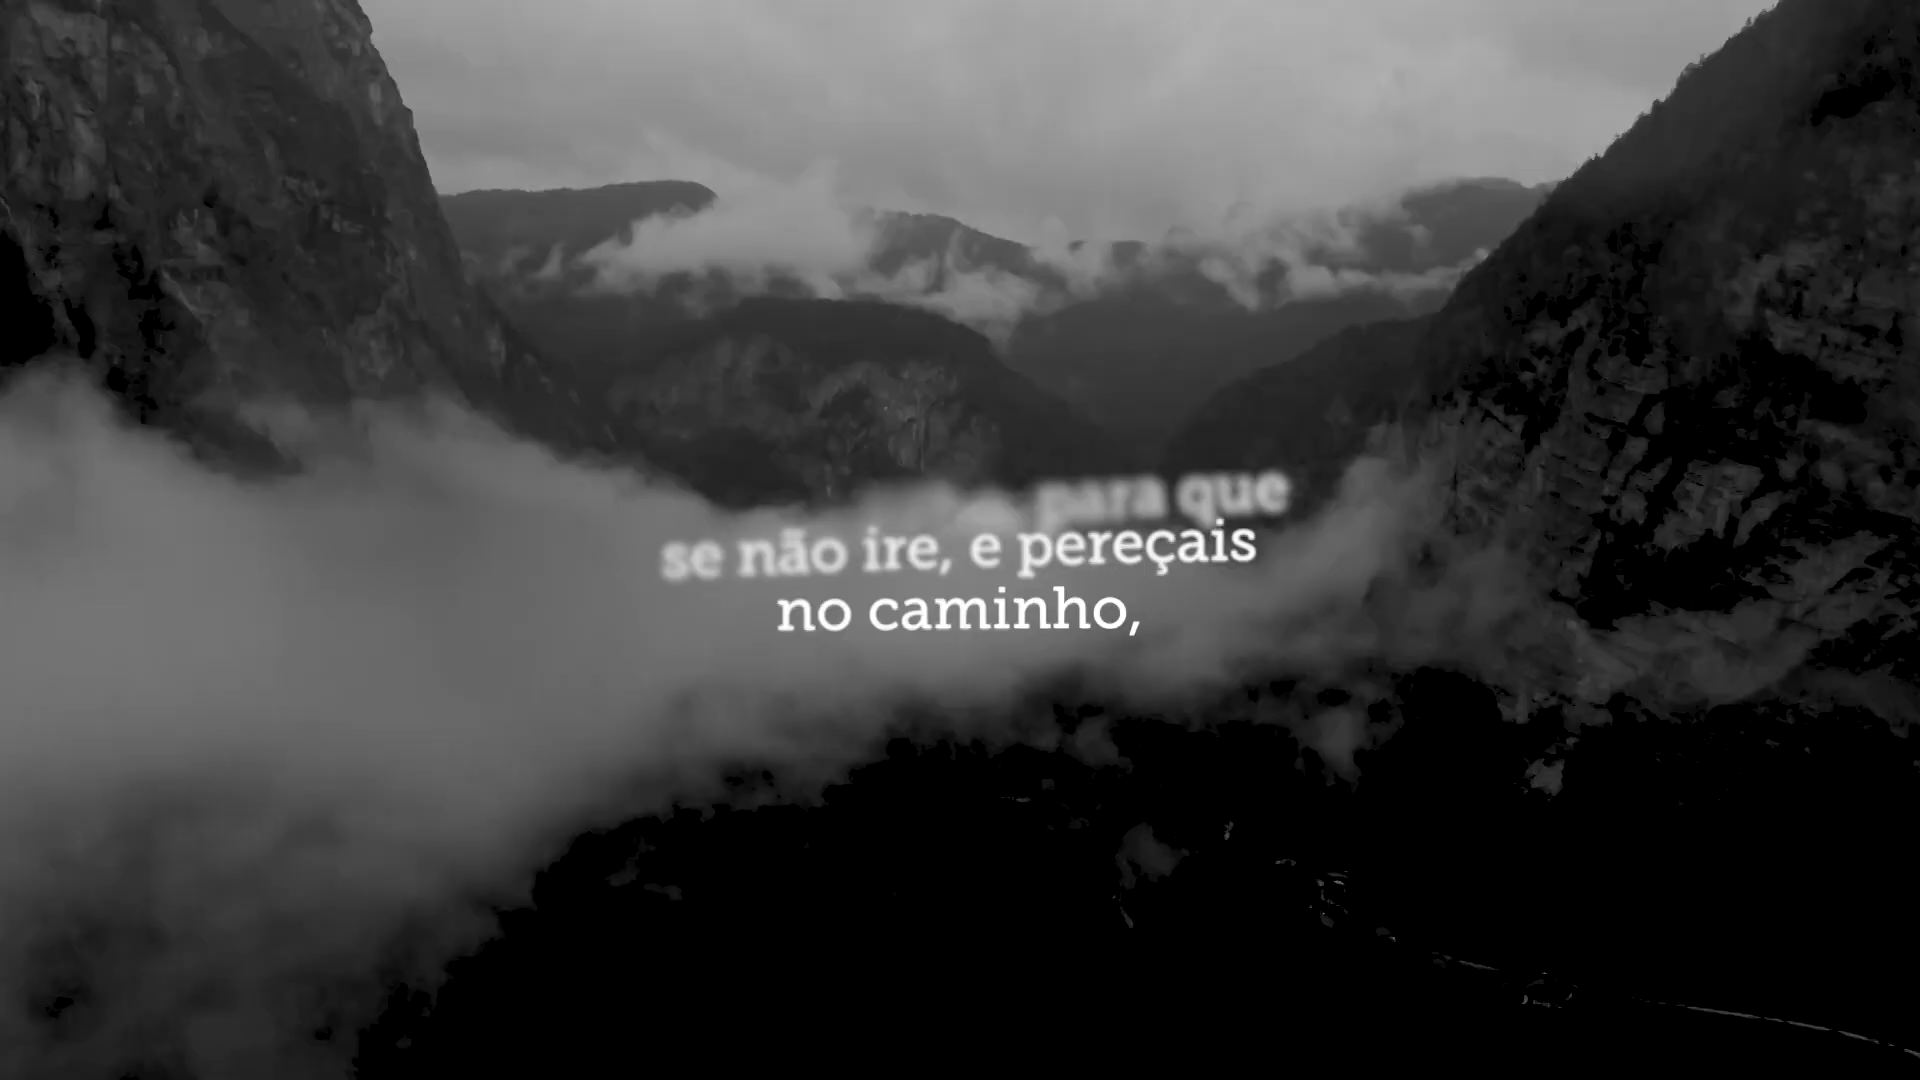 para que
se não ire, e pereçais
no caminho,